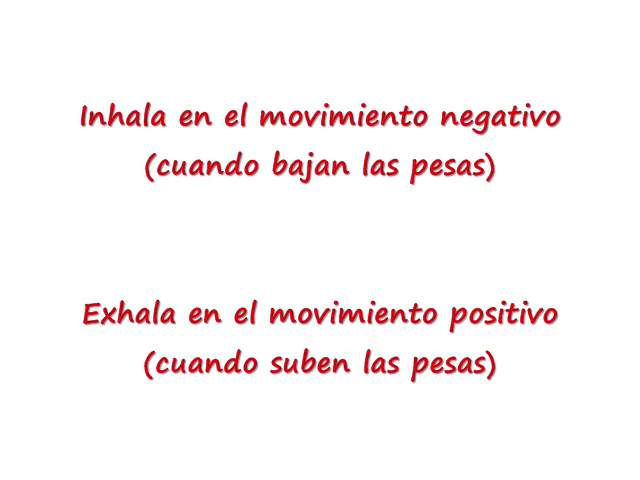 Inhala en el movimiento negativo
(cuando bajan las pesas)
Exhala en el movimiento positivo
(cuando suben las pesas)